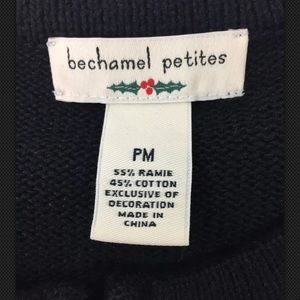 bechamel petites
PM
55% RAMIE
45% COTTON
EXCLUSIVE OF
DECORATION
MADE IN
CHINA